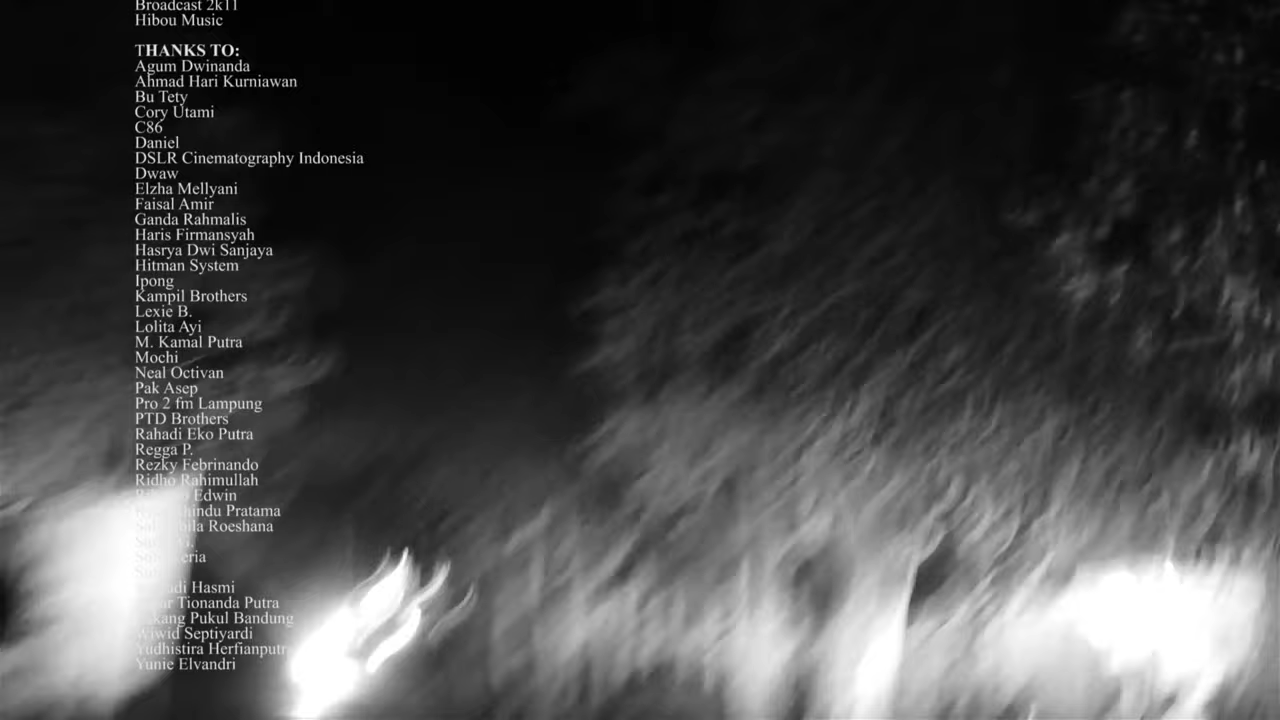 Broadcast 2k11
Hibou Music
THANKS TO:
Agum Dwinanda
Ahmad Hari Kurniawan
Bu Tety
Cory Utami
C86
Daniel
DSLR Cinematography Indonesia
Dwaw
Elzha Mellyani
Faisal Amir
Ganda Rahmalis
Haris Firmansyah
Hasrya Dwi Sanjaya
Hitman System
Ipong
Kampil Brothers
Lexie B.
Lolita Ayi
M. Kamal Putra
Mochi
Neal Octivan
Pak Asep
Pro 2 fm Lampung
PTD Brothers
Rahadi Eko Putra
Regga P.
Rezky Febrinando
Ridho Rahimullah
Edwin
Pratama
Roeshana
Hasmi
Tionanda Putra
Pukul Bandung
Wiwid Septiyardi
Yudhistira Herfianputra
Yunie Elvandri